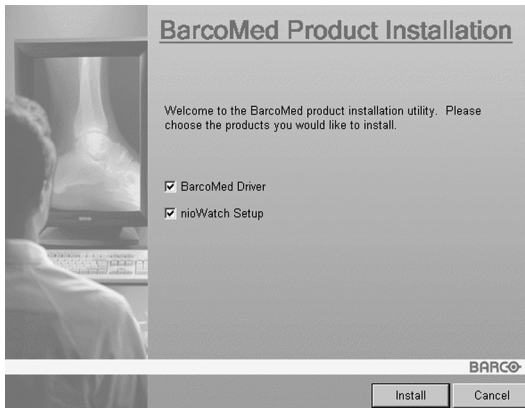 BarcoMed Product Installation
Welcome to the BarcoMed product installation utility. Please
choose the products you would like to install.
BarcoMed Driver
nioWatch Setup
BARCO
Install
Cancel